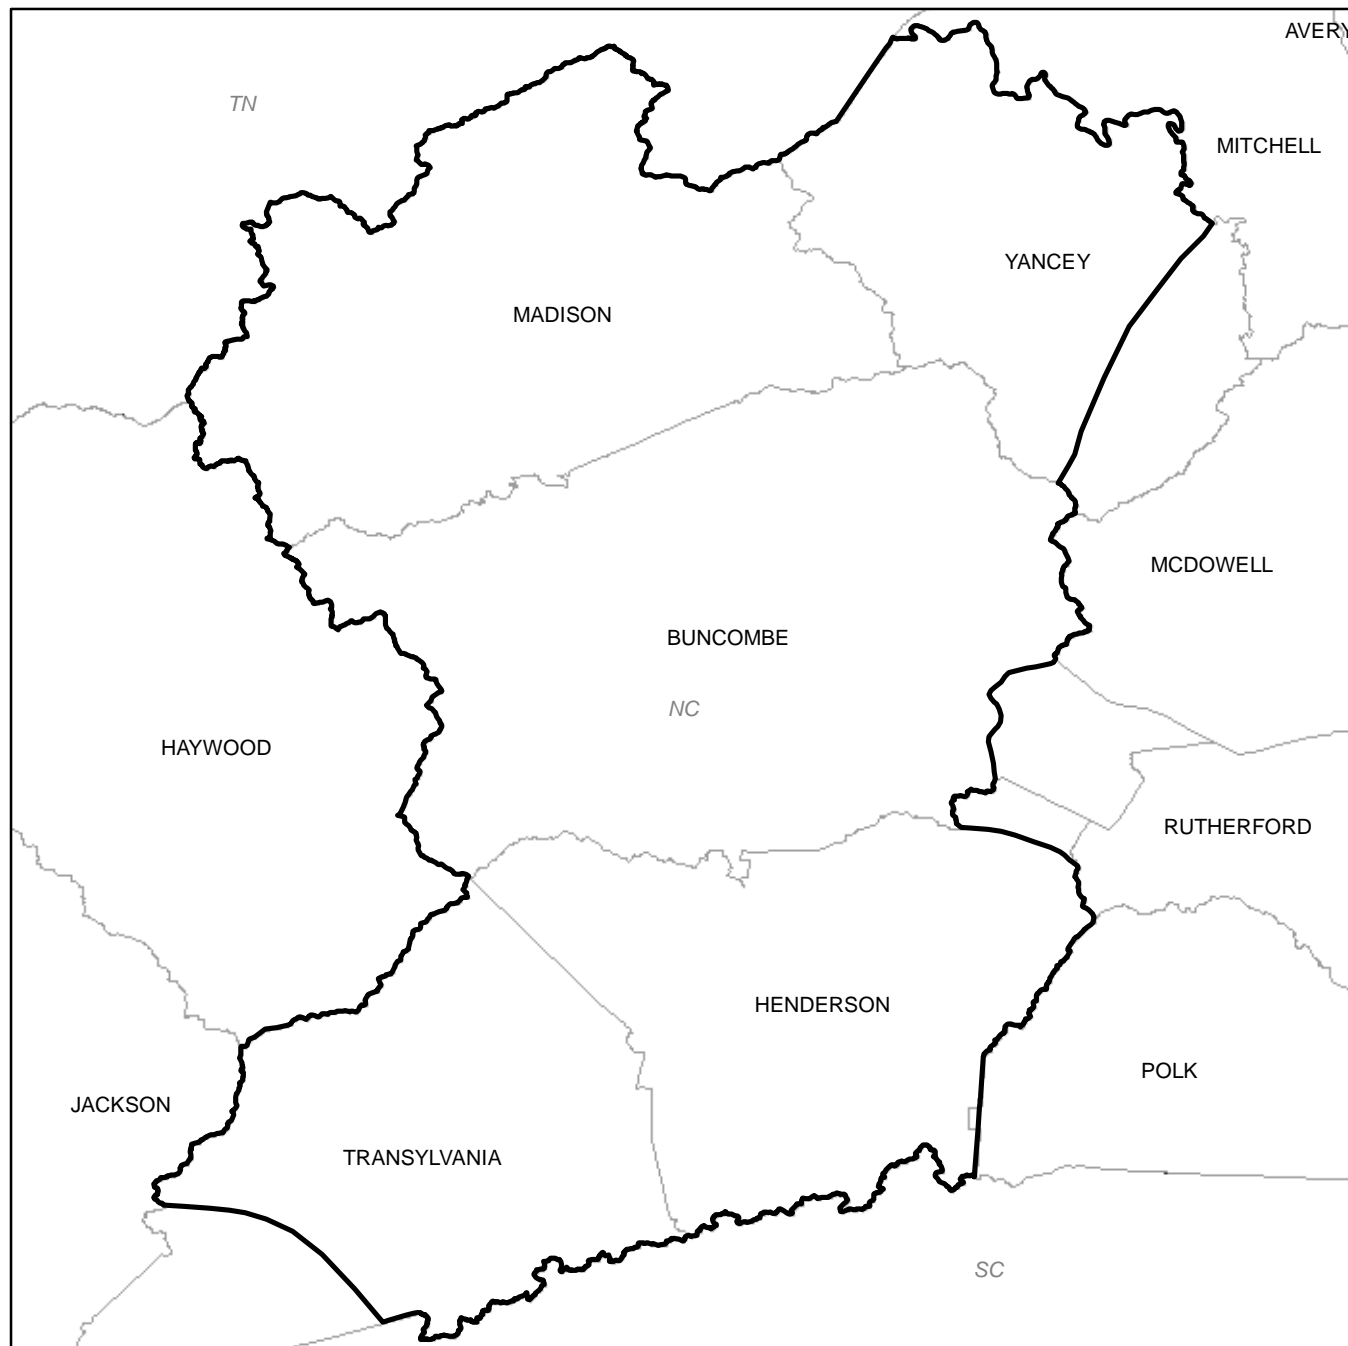 AVERY
TN
MITCHELL
YANCEY
MADISON
MCDOWELL
BUNCOMBE
NC
HAYWOOD
RUTHERFORD
HENDERSON
POLK
JACKSON
TRANSYLVANIA
SC